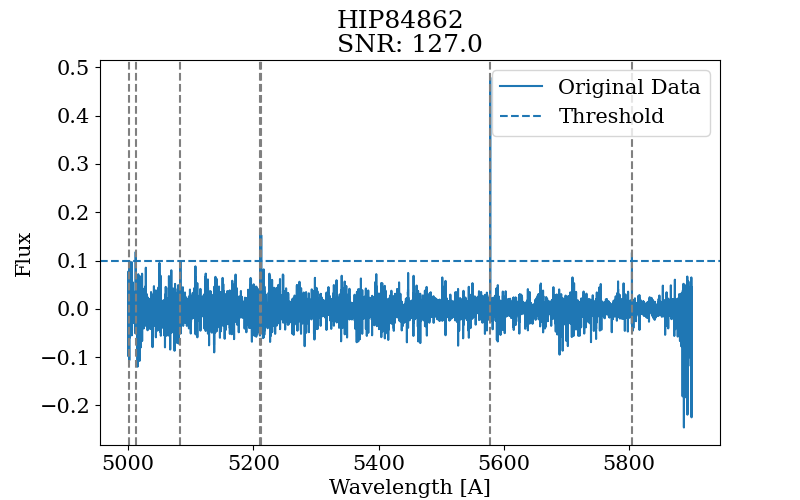 HIP84862
SNR: 127.0
Original Data
Threshold
0.5
0.4
0.3
0.2
0.1
0.0
−0.1
−0.2
Flux
5000 5200 5400 5600 5800
Wavelength [A]